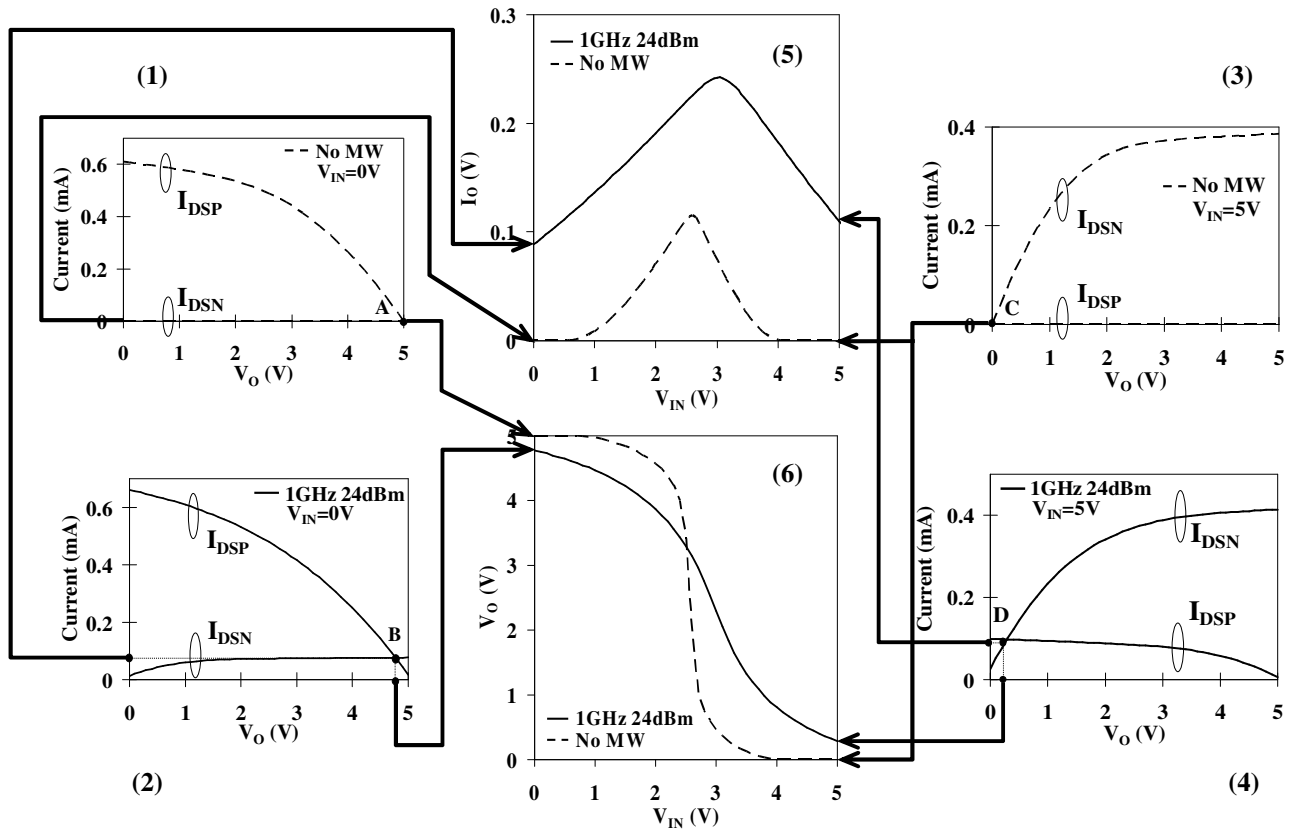 (1)
Current (mA)
0.6
0.4
0.2
0
No MW
V_IN=0V
I_DSP
I_DSN
A
0 1 2 3 4 5
V_O (V)
(2)
Current (mA)
0.6
0.4
0.2
0
1GHz 24dBm
V_IN=0V
I_DSP
I_DSN
B
0 1 2 3 4 5
V_O (V)
(5)
I_O (V)
0.3
0.2
0.1
0
1GHz 24dBm
No MW
0 1 2 3 4 5
V_IN (V)
(6)
V_O (V)
5
4
3
2
1
0
1GHz 24dBm
No MW
0 1 2 3 4 5
V_IN (V)
(3)
Current (mA)
0.4
0.2
0
No MW
V_IN=5V
I_DSN
I_DSP
C
0 1 2 3 4 5
V_O (V)
(4)
Current (mA)
0.4
0.2
0
1GHz 24dBm
V_IN=5V
I_DSN
I_DSP
D
0 1 2 3 4 5
V_O (V)